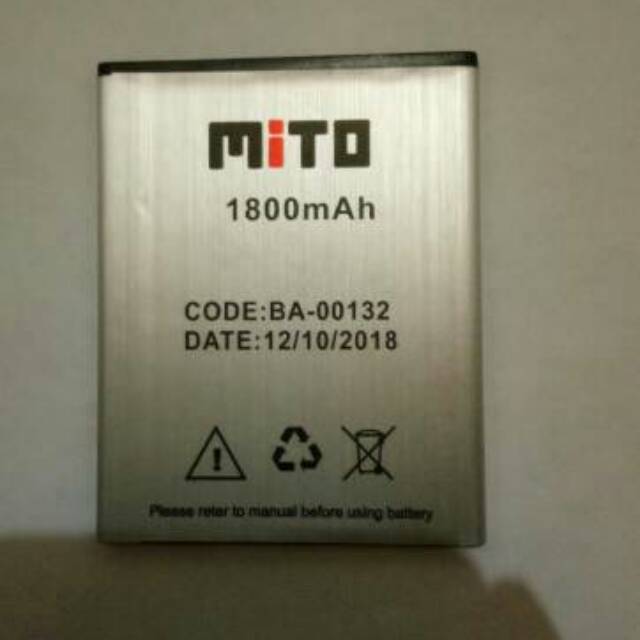 MiTO
1800mAh
CODE:BA-00132
DATE:12/10/2018
Please refer to manual before using battery